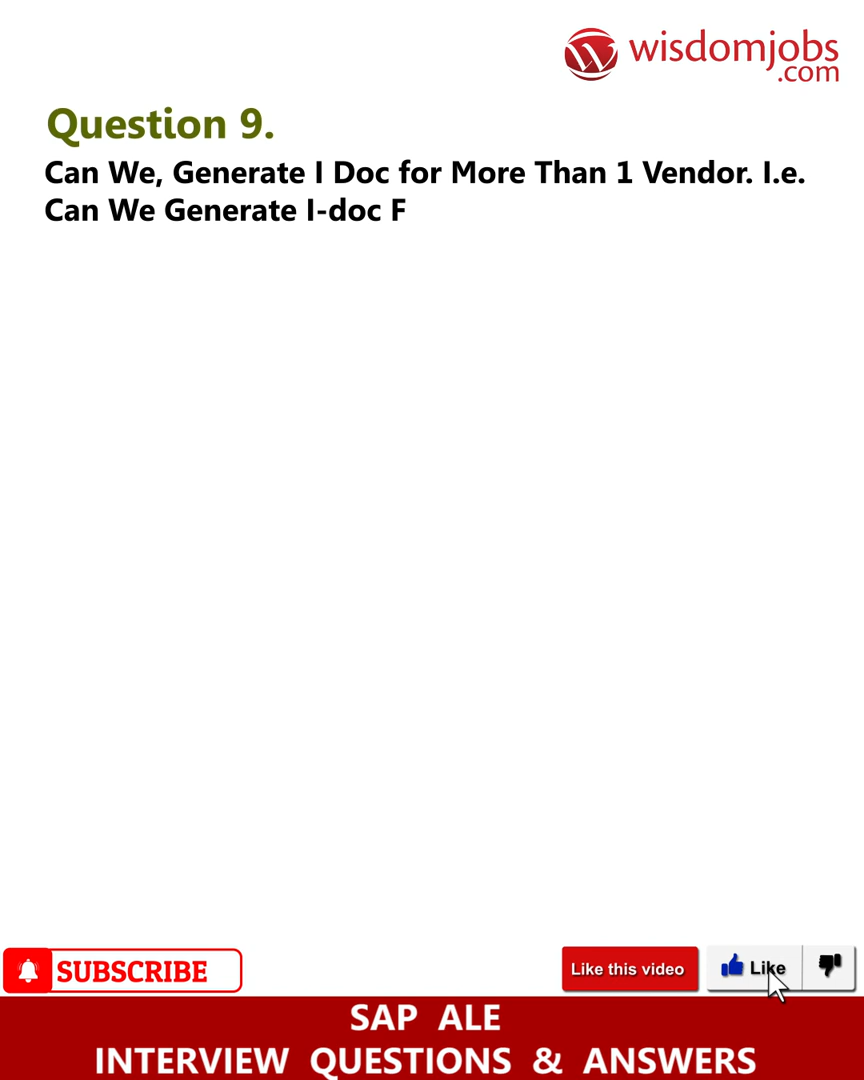 wisdomjobs
.com
Question 9.
Can We, Generate I Doc for More Than 1 Vendor. I.e.
Can We Generate I-doc F
SUBSCRIBE
Like this video
Like
SAP ALE
INTERVIEW QUESTIONS & ANSWERS